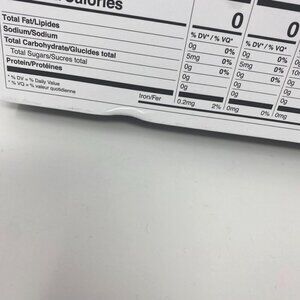 Calories 0 0
% DV* / % VQ* % DV* / % VQ*
Total Fat/Lipides 0g 0% 0g
Sodium/Sodium 5mg 0% 5mg
Total Carbohydrate/Glucides total 0g 0% 0g
Total Sugars/Sucres total 0g 0%
Protein/Protéines 0g 0g
* % DV = % Daily Value
* % VQ = % valeur quotidienne
Iron/Fer 0.2mg 2% 0mg 0% 0mg